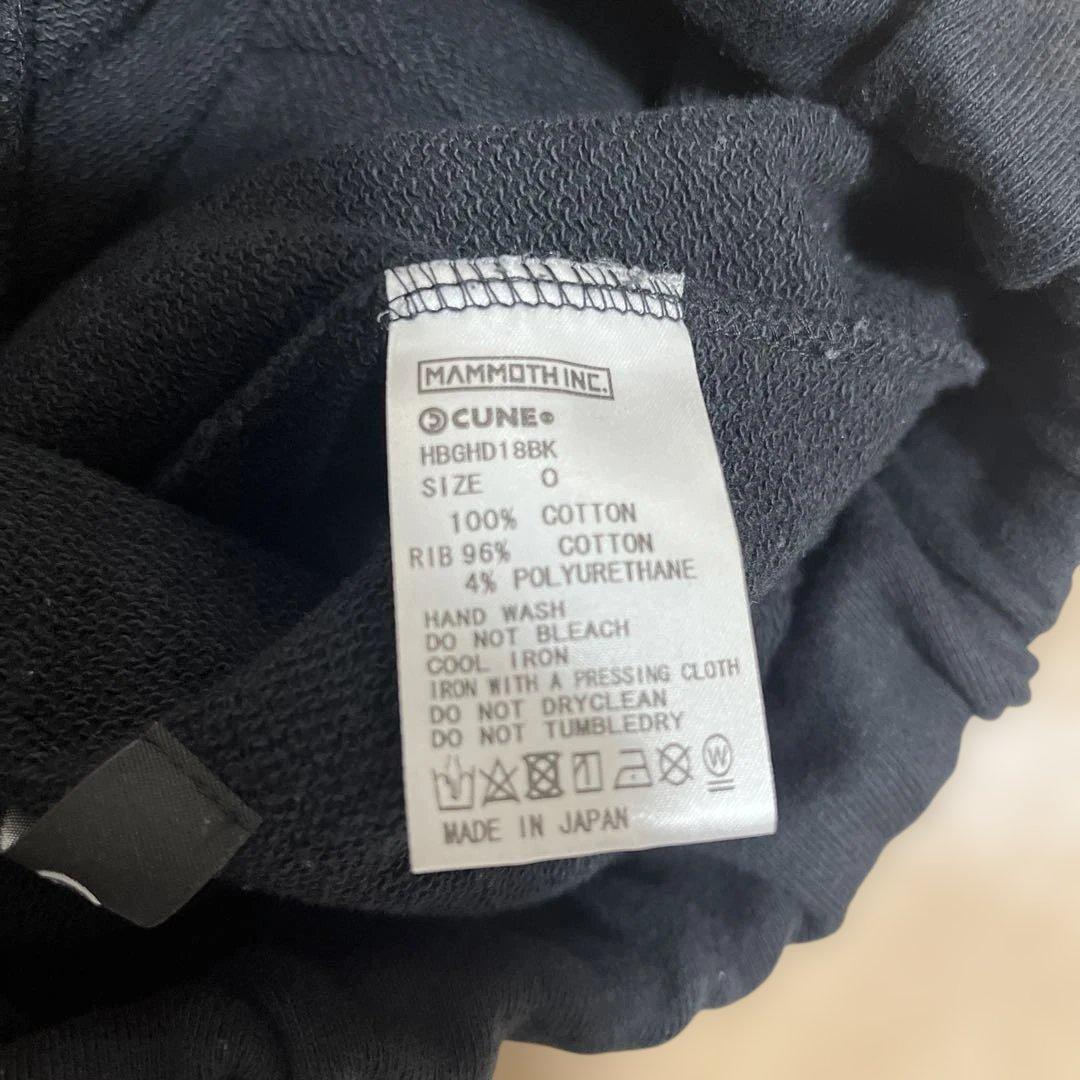 MAMMOTH INC.
CUNE®
HBGHD18BK
SIZE O
100% COTTON
RIB 96% COTTON
4% POLYURETHANE
HAND WASH
DO NOT BLEACH
COOL IRON
IRON WITH A PRESSING CLOTH
DO NOT DRYCLEAN
DO NOT TUMBLEDRY
W
MADE IN JAPAN